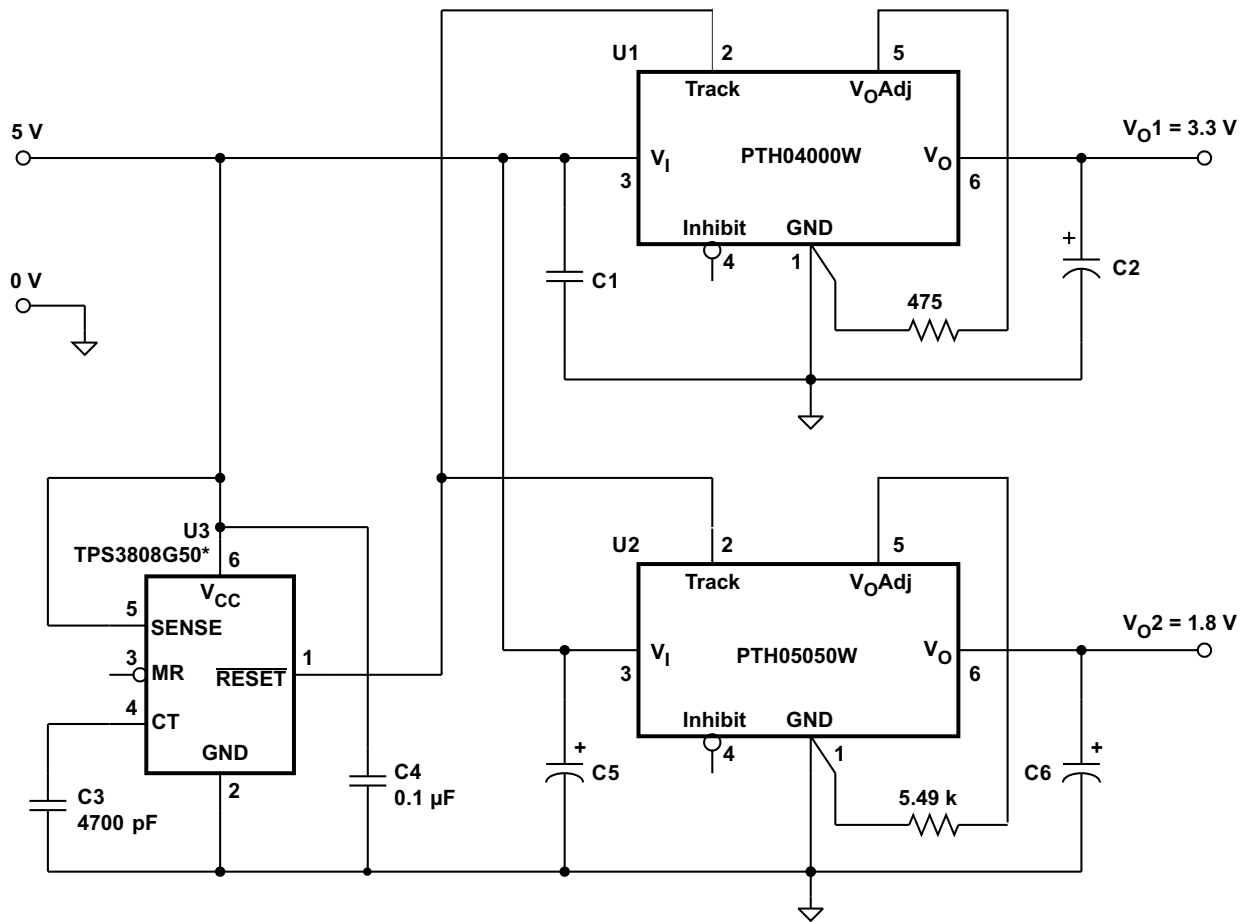 U1
2
5
Track
VOAdj
5 V
VO1 = 3.3 V
VI
PTH04000W
VO
3
6
Inhibit
GND
4
1
C1
C2
+
0 V
475
U3
TPS3808G50*
6
VCC
5
SENSE
3
MR
RESET
1
4
CT
GND
2
C3
4700 pF
C4
0.1 µF
U2
2
5
Track
VOAdj
VO2 = 1.8 V
VI
PTH05050W
VO
3
6
Inhibit
GND
4
1
+
C5
5.49 k
C6
+